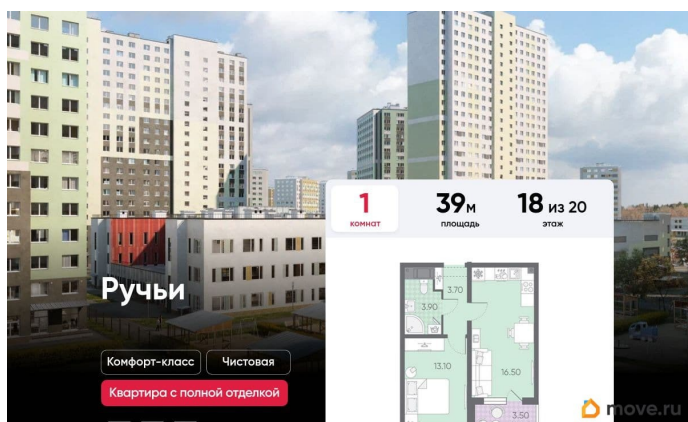 1
комнат
39м
площадь
18 из 20
этаж
Ручьи
3.70
3.90
13.10
16.50
3.50
Комфорт-класс
Чистовая
Квартира с полной отделкой
move.ru